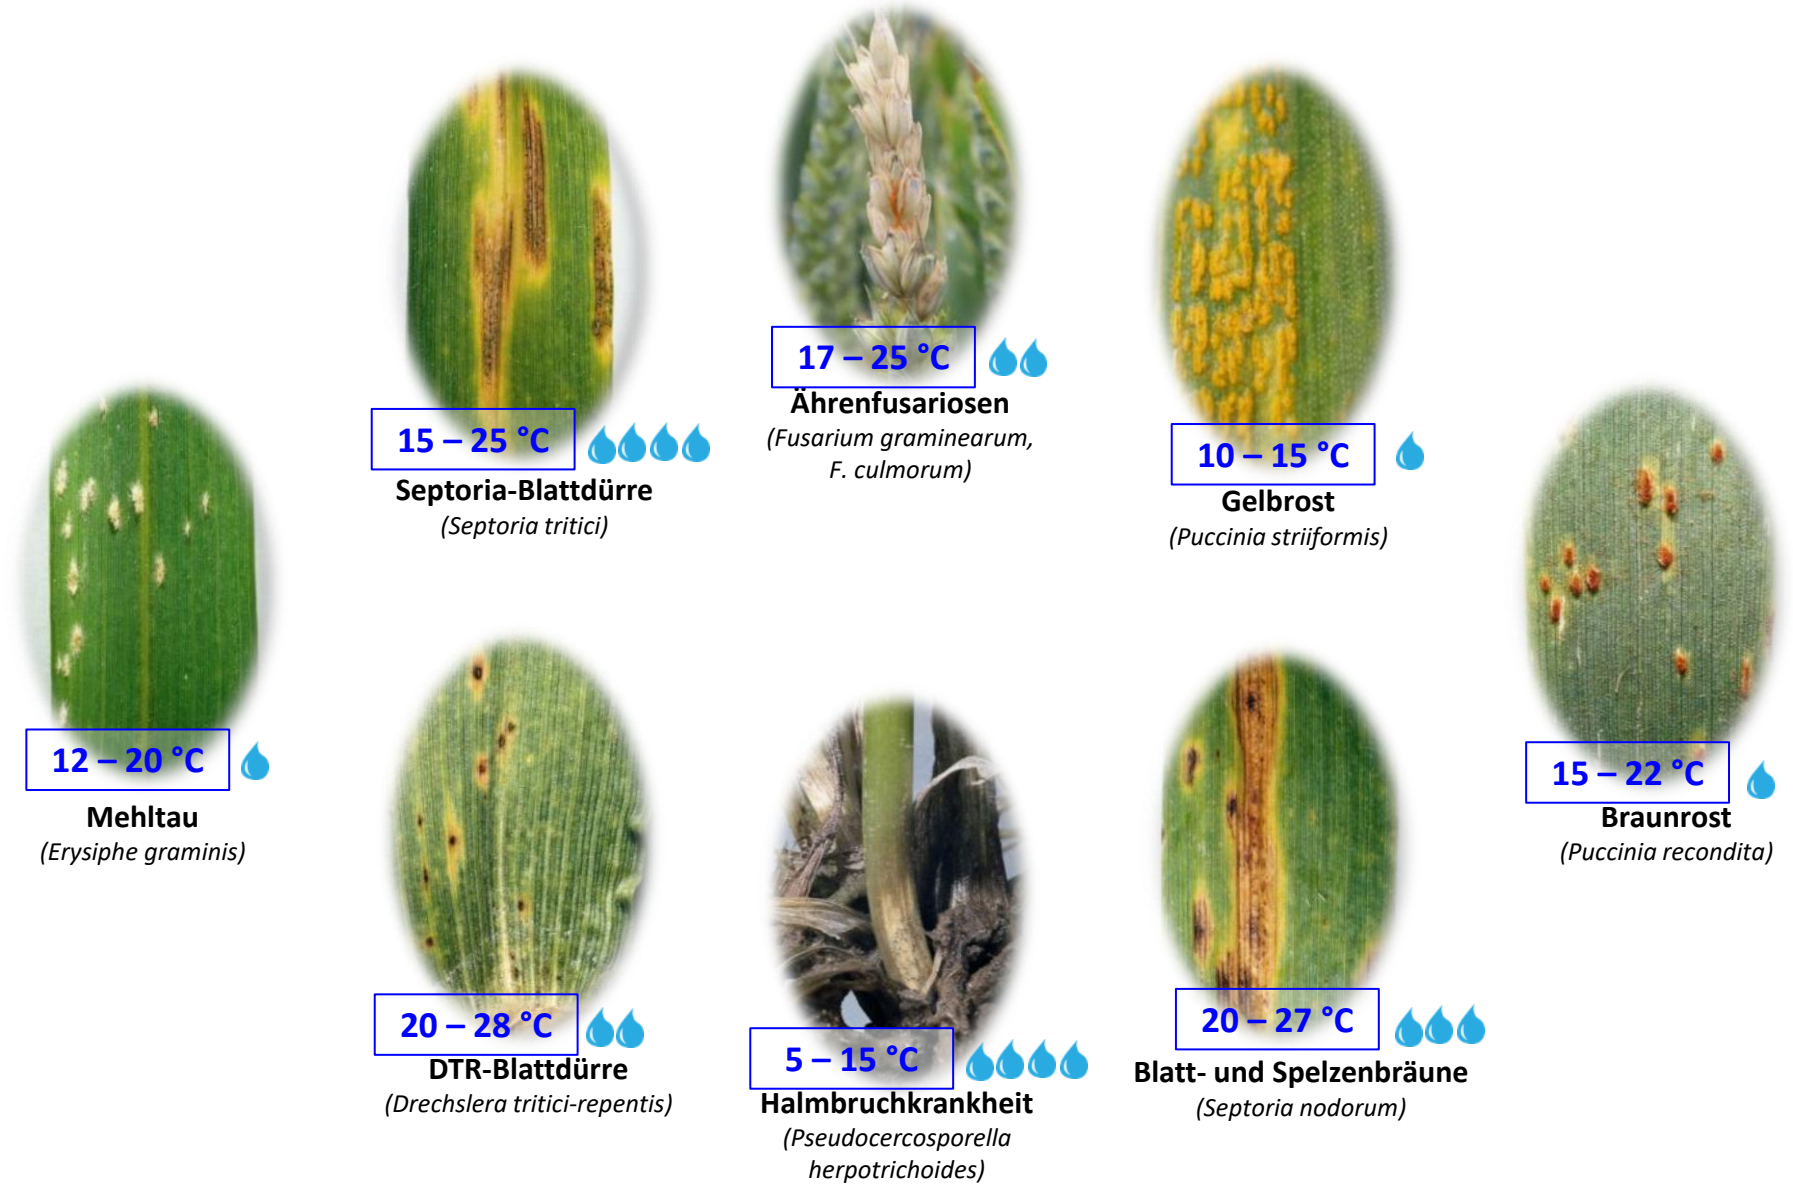 17 – 25 °C
Ährenfusariosen
(Fusarium graminearum,
F. culmorum)
15 – 25 °C
Septoria-Blattdürre
(Septoria tritici)
10 – 15 °C
Gelbrost
(Puccinia striiformis)
12 – 20 °C
Mehltau
(Erysiphe graminis)
15 – 22 °C
Braunrost
(Puccinia recondita)
20 – 28 °C
DTR-Blattdürre
(Drechslera tritici-repentis)
5 – 15 °C
Halmbruchkrankheit
(Pseudocercosporella
herpotrichoides)
20 – 27 °C
Blatt- und Spelzenbräune
(Septoria nodorum)